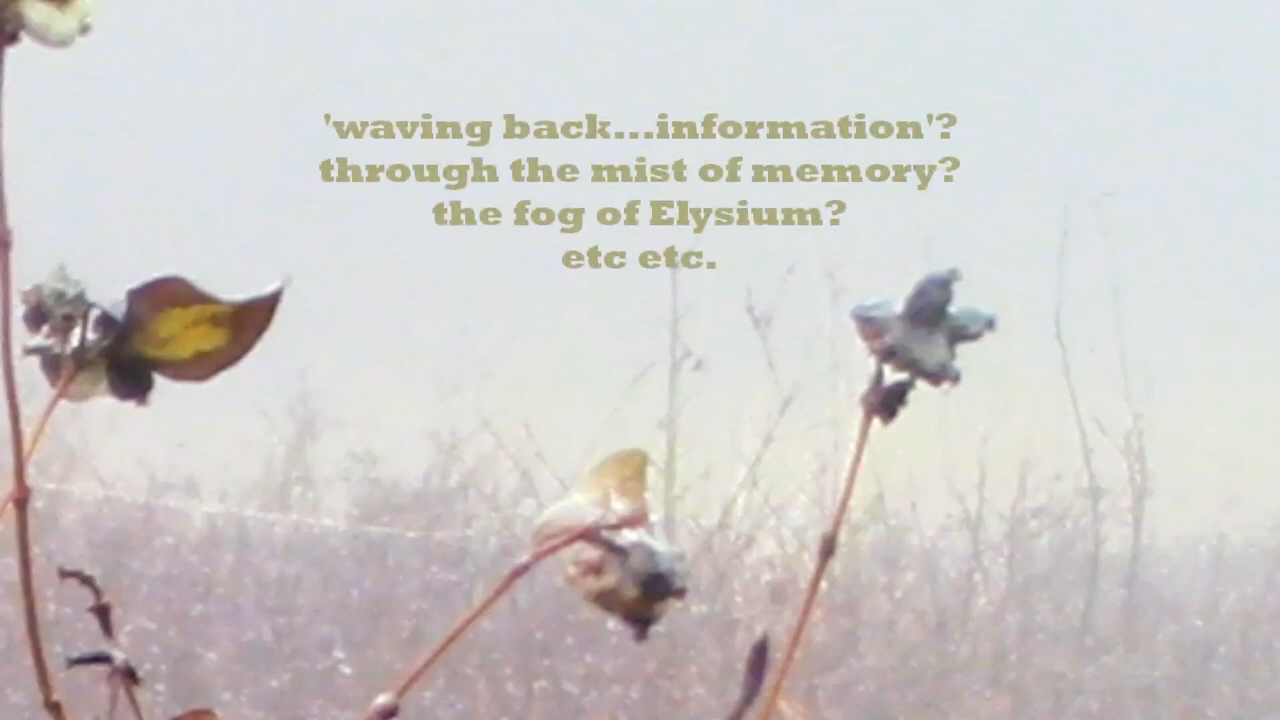 'waving back...information'?
through the mist of memory?
the fog of Elysium?
etc etc.